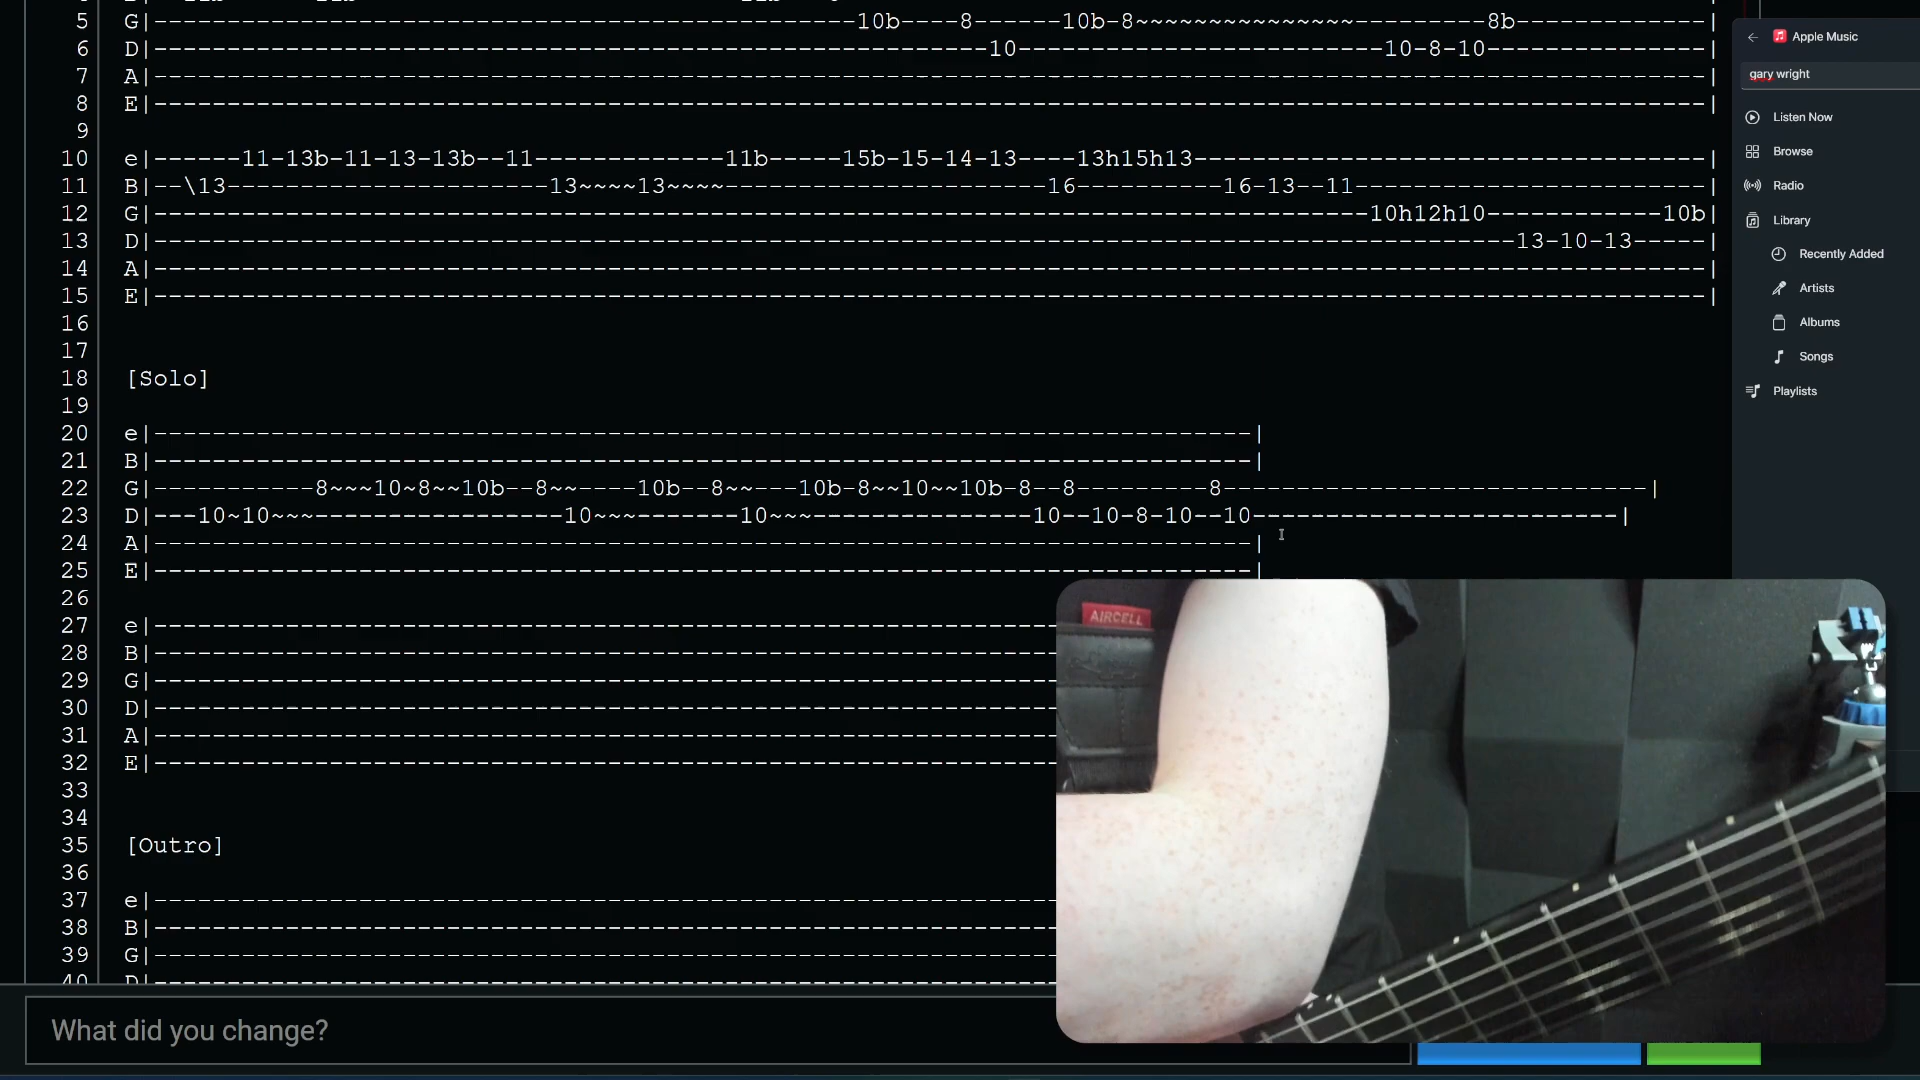 5 G|------------------------------------------------10b----8------10b-8~~~~~~~~~~~~~~~---------8b-------------|
6 D|---------------------------------------------------------10-------------------------10-8-10---------------|
7 A|----------------------------------------------------------------------------------------------------------|
8 E|----------------------------------------------------------------------------------------------------------|
9
10 e|------11-13b-11-13-13b--11-------------11b-----15b-15-14-13----13h15h13-----------------------------------|
11 B|--\13----------------------13~~~~13~~~~----------------------16----------16-13--11------------------------|
12 G|-----------------------------------------------------------------------------------10h12h10------------10b|
13 D|---------------------------------------------------------------------------------------------13-10-13-----|
14 A|----------------------------------------------------------------------------------------------------------|
15 E|----------------------------------------------------------------------------------------------------------|
16
17
18 [Solo]
19
20 e|---------------------------------------------------------------------------|
21 B|---------------------------------------------------------------------------|
22 G|-----------8~~~10~8~~10b--8~~----10b--8~~---10b-8~~10~~10b-8--8---------8-----------------------------|
23 D|---10~10~~~-----------------10~~~-------10~~~---------------10--10-8-10--10-------------------------|
24 A|---------------------------------------------------------------------------|
25 E|---------------------------------------------------------------------------|
26
27 e|--------------------------------------------------------------
28 B|--------------------------------------------------------------
29 G|--------------------------------------------------------------
30 D|--------------------------------------------------------------
31 A|--------------------------------------------------------------
32 E|--------------------------------------------------------------
33
34
35 [Outro]
36
37 e|--------------------------------------------------------------
38 B|--------------------------------------------------------------
39 G|--------------------------------------------------------------
40 D|--------------------------------------------------------------
What did you change?
Apple Music
gary wright
Listen Now
Browse
Radio
Library
Recently Added
Artists
Albums
Songs
Playlists
AIRCELL